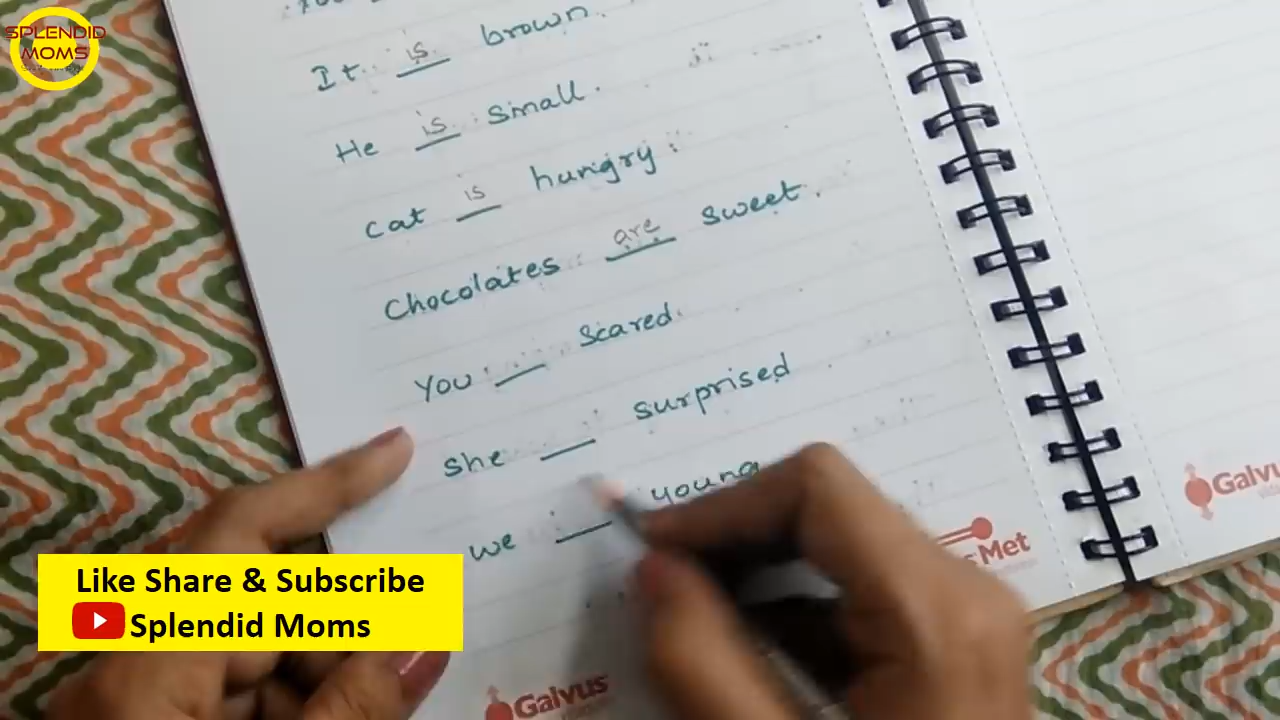 SPLENDID
MOMS
It is brown.
He is small.
cat is hungry.
Chocolates are sweet.
You __ scared.
she __ surprised
we __ young
Galvus
Met
Galvus
Like Share & Subscribe
Splendid Moms